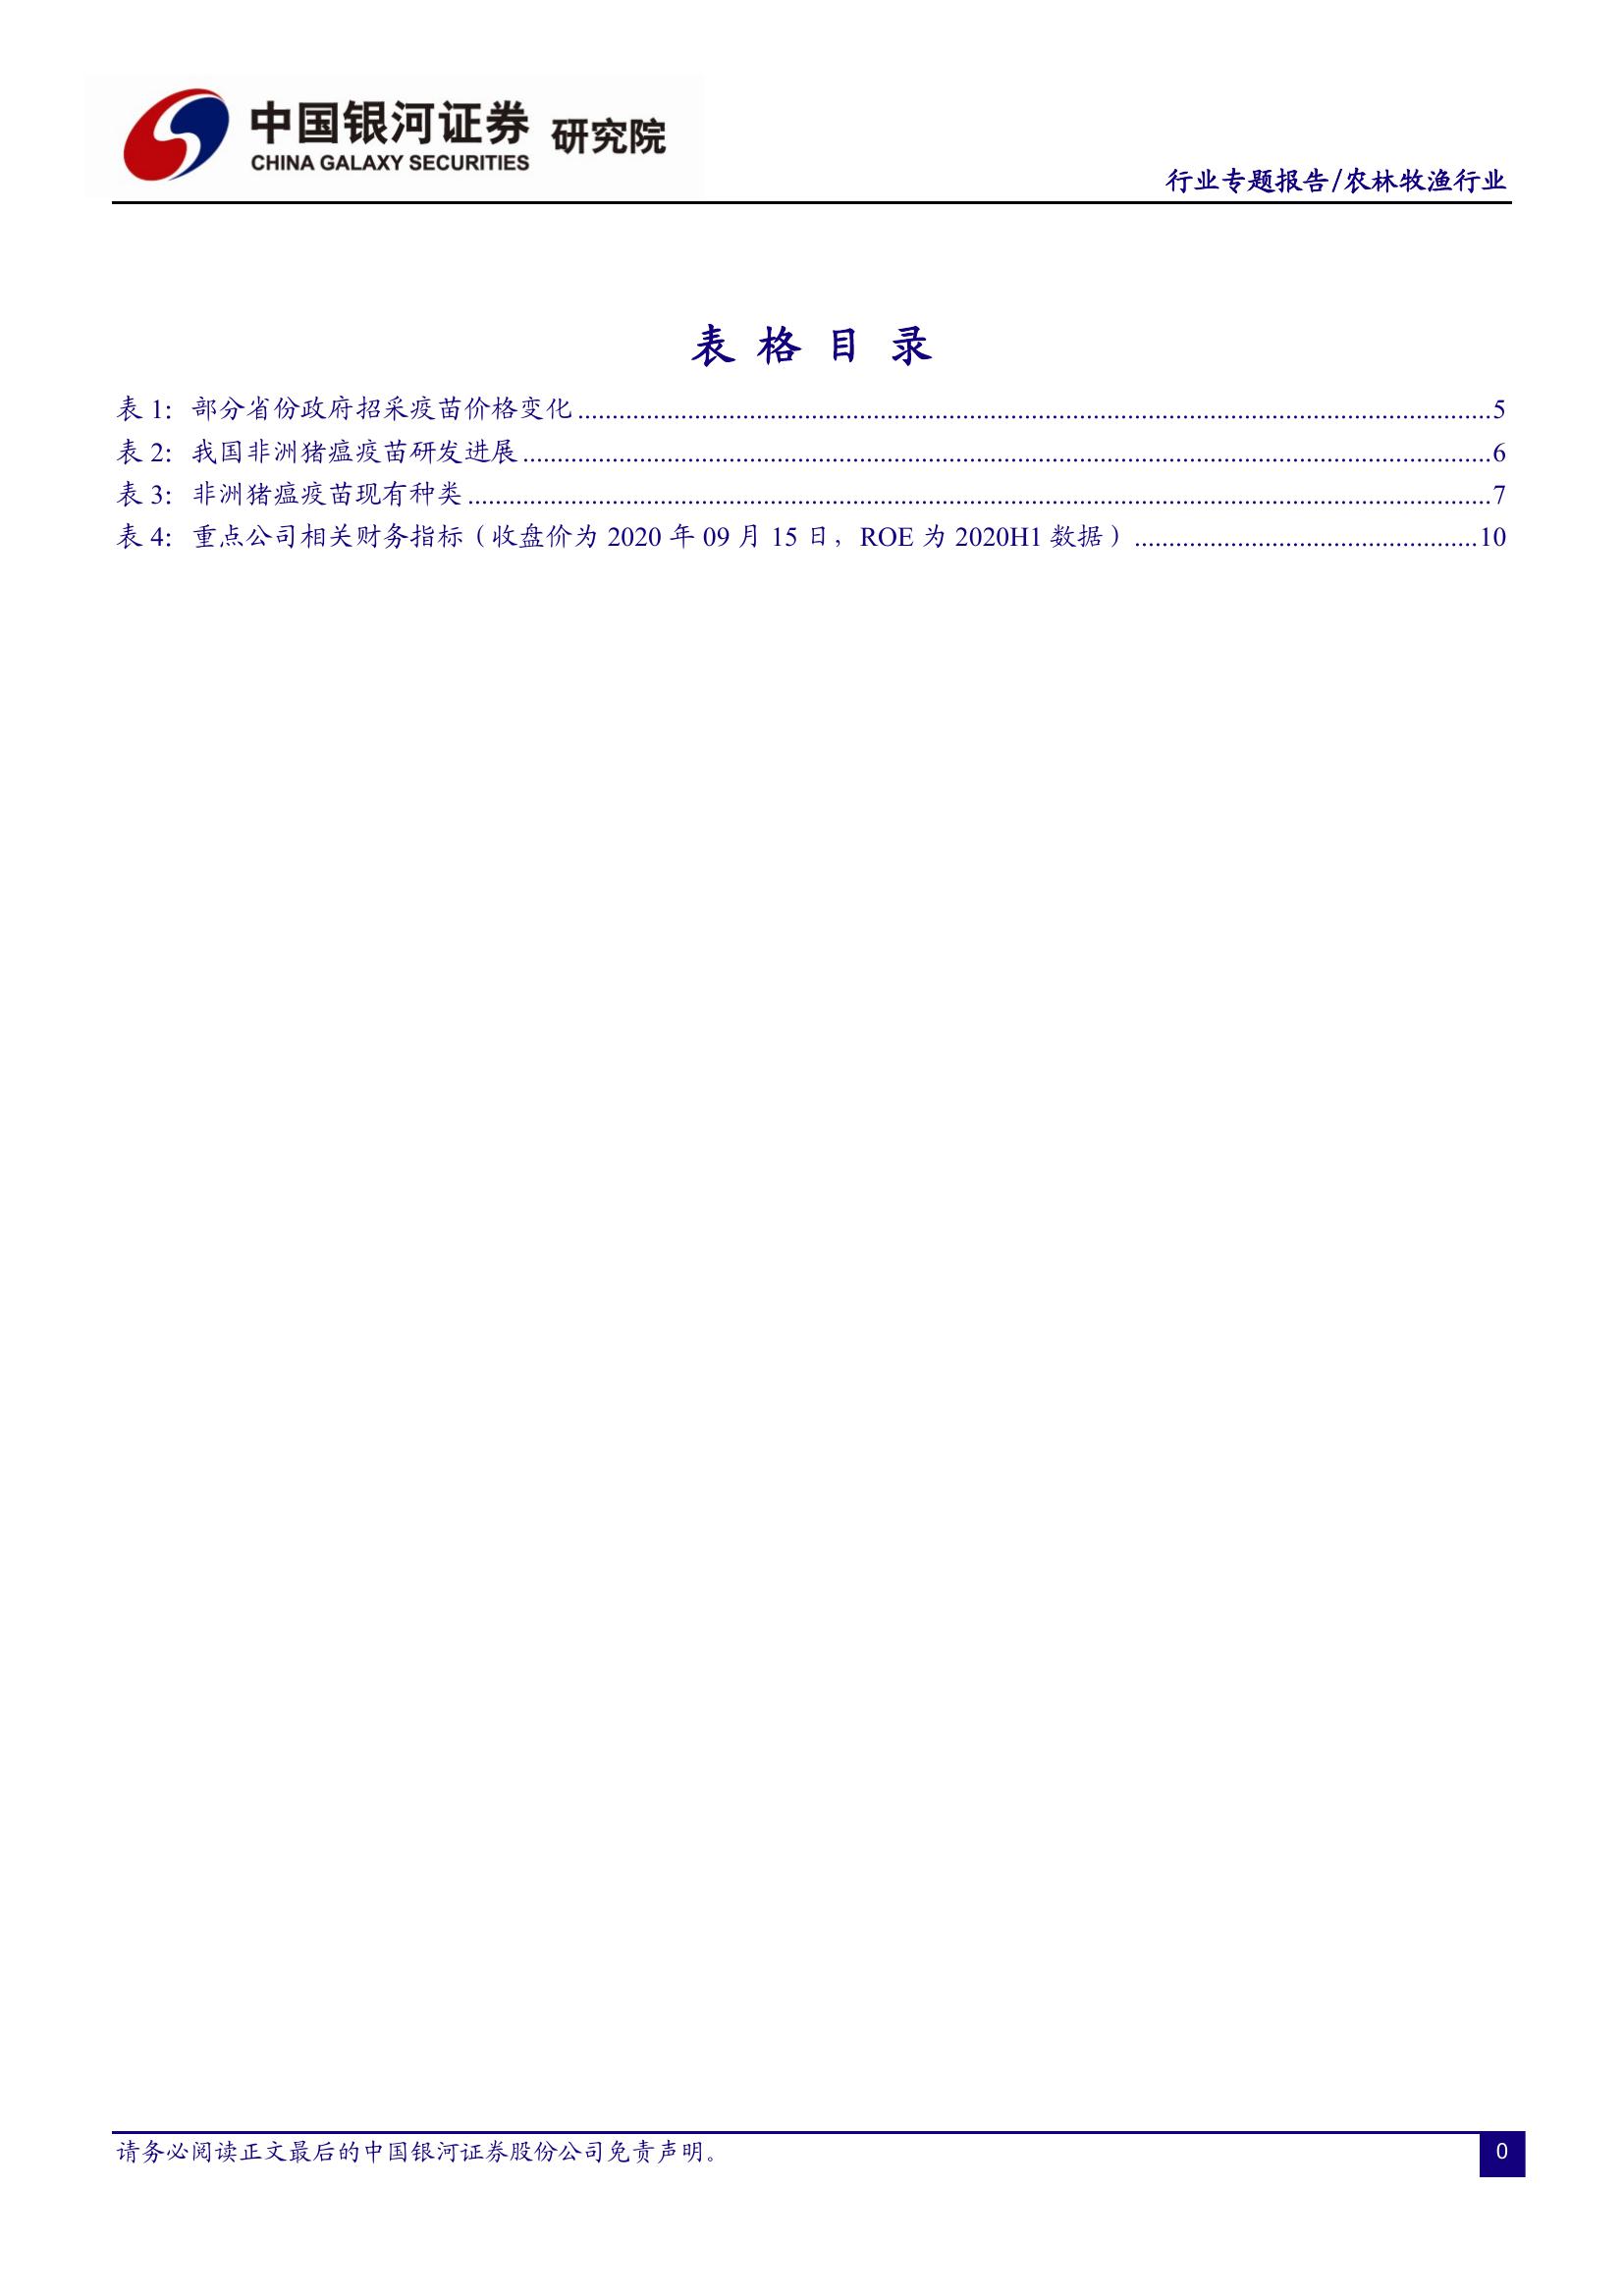 中国银河证券 研究院
CHINA GALAXY SECURITIES
行业专题报告/农林牧渔行业
表 格 目 录
表 1： 部分省份政府招采疫苗价格变化 ........................................................ 5
表 2： 我国非洲猪瘟疫苗研发进展 ........................................................ 6
表 3： 非洲猪瘟疫苗现有种类 ........................................................ 7
表 4： 重点公司相关财务指标（收盘价为 2020 年 09 月 15 日，ROE 为 2020H1 数据） ........................................................ 10
请务必阅读正文最后的中国银河证券股份公司免责声明。
0